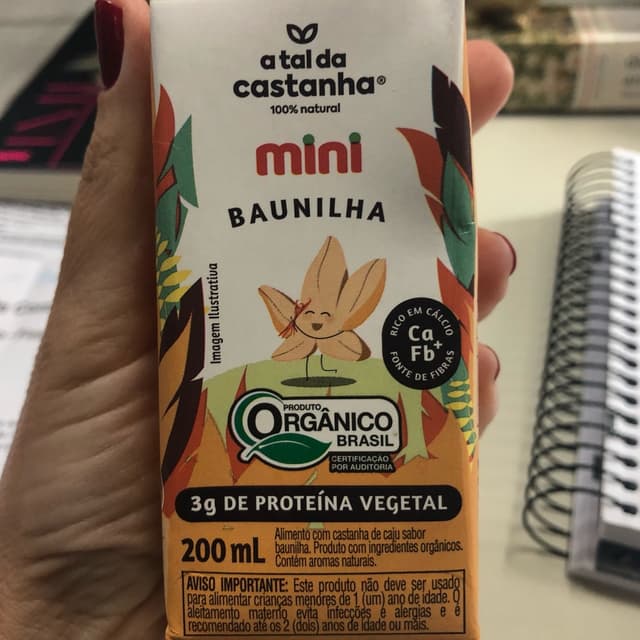 a tal da
castanha®
100% natural
mini
BAUNILHA
Imagem Ilustrativa
RICO EM CÁLCIO
Ca
Fb+
FONTE DE FIBRAS
PRODUTO
ORGÂNICO
BRASIL
CERTIFICAÇÃO
POR AUDITORIA
3g DE PROTEÍNA VEGETAL
200 mL
Alimento com castanha de caju sabor
baunilha. Produto com ingredientes orgânicos.
Contém aromas naturais.
AVISO IMPORTANTE: Este produto não deve ser usado
para alimentar crianças menores de 1 (um) ano de idade. O
aleitamento materno evita infecções e alergias e é
recomendado até os 2 (dois) anos de idade ou mais.